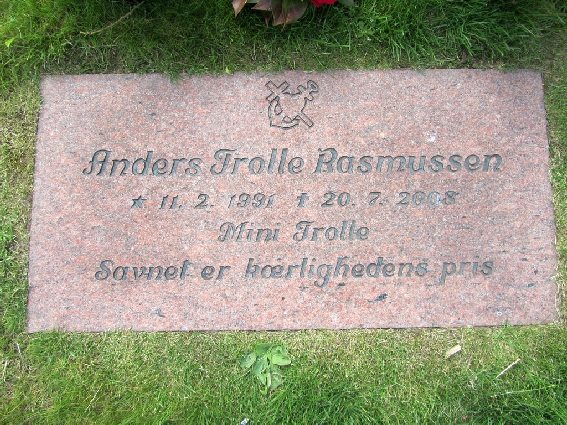 Anders Trolle Rasmussen
* 11. 2. 1991 † 20. 7. 2008
Mini Trolle
Savnet er kærlighedens pris